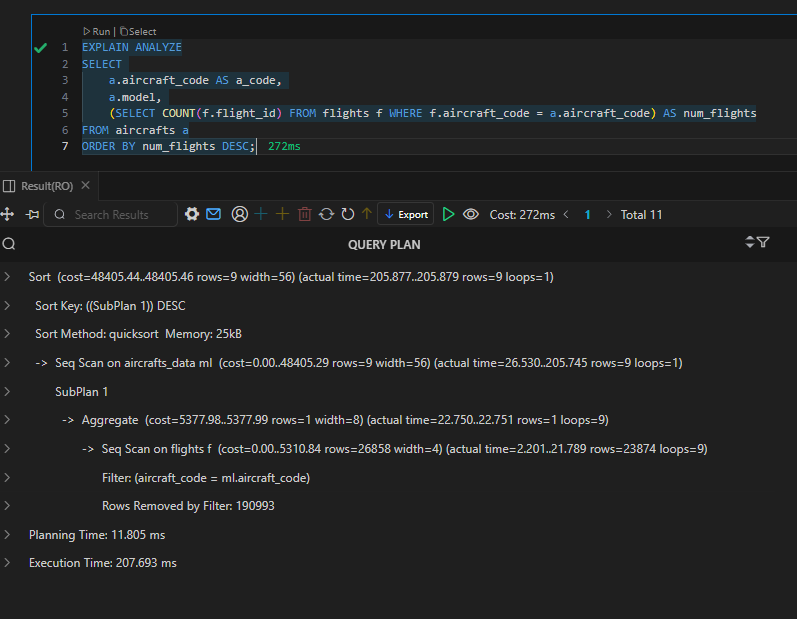 Run | Select
1 EXPLAIN ANALYZE
2 SELECT
3 a.aircraft_code AS a_code,
4 a.model,
5 (SELECT COUNT(f.flight_id) FROM flights f WHERE f.aircraft_code = a.aircraft_code) AS num_flights
6 FROM aircrafts a
7 ORDER BY num_flights DESC; 272ms
Result(RO)
Search Results Export Cost: 272ms < 1 > Total 11
QUERY PLAN
> Sort (cost=48405.44..48405.46 rows=9 width=56) (actual time=205.877..205.879 rows=9 loops=1)
> Sort Key: ((SubPlan 1)) DESC
> Sort Method: quicksort Memory: 25kB
> -> Seq Scan on aircrafts_data ml (cost=0.00..48405.29 rows=9 width=56) (actual time=26.530..205.745 rows=9 loops=1)
> SubPlan 1
> -> Aggregate (cost=5377.98..5377.99 rows=1 width=8) (actual time=22.750..22.751 rows=1 loops=9)
> -> Seq Scan on flights f (cost=0.00..5310.84 rows=26858 width=4) (actual time=2.201..21.789 rows=23874 loops=9)
> Filter: (aircraft_code = ml.aircraft_code)
> Rows Removed by Filter: 190993
> Planning Time: 11.805 ms
> Execution Time: 207.693 ms